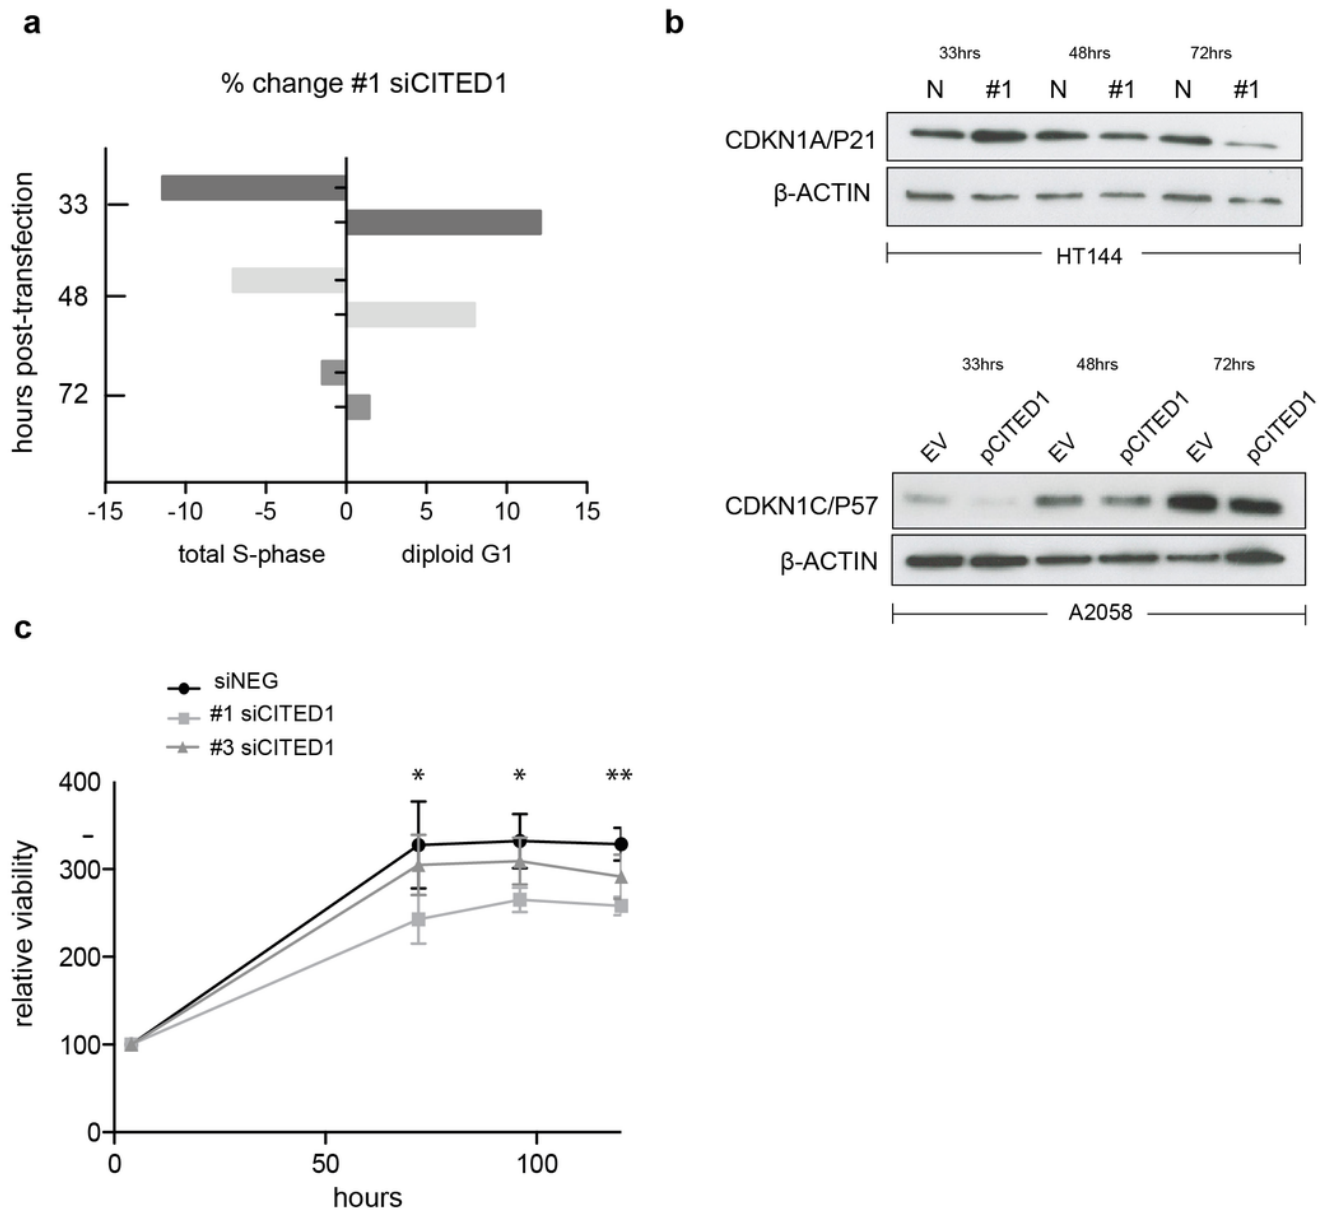 a
% change #1 siCITED1
hours post-transfection
33
48
72
-15 -10 -5 0 5 10 15
total S-phase diploid G1
b
33hrs 48hrs 72hrs
N #1 N #1 N #1
CDKN1A/P21
β-ACTIN
HT144
33hrs 48hrs 72hrs
EV pCITED1 EV pCITED1 EV pCITED1
CDKN1C/P57
β-ACTIN
A2058
c
siNEG
#1 siCITED1
#3 siCITED1
* * **
relative viability
400
300
200
100
0
0 50 100
hours